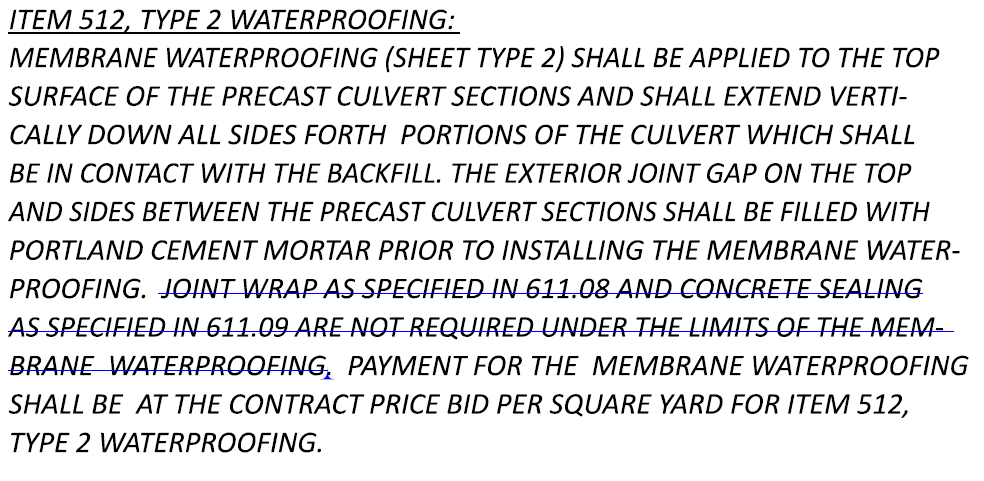 ITEM 512, TYPE 2 WATERPROOFING:
MEMBRANE WATERPROOFING (SHEET TYPE 2) SHALL BE APPLIED TO THE TOP
SURFACE OF THE PRECAST CULVERT SECTIONS AND SHALL EXTEND VERTI-
CALLY DOWN ALL SIDES FORTH PORTIONS OF THE CULVERT WHICH SHALL
BE IN CONTACT WITH THE BACKFILL. THE EXTERIOR JOINT GAP ON THE TOP
AND SIDES BETWEEN THE PRECAST CULVERT SECTIONS SHALL BE FILLED WITH
PORTLAND CEMENT MORTAR PRIOR TO INSTALLING THE MEMBRANE WATER-
PROOFING. JOINT WRAP AS SPECIFIED IN 611.08 AND CONCRETE SEALING
AS SPECIFIED IN 611.09 ARE NOT REQUIRED UNDER THE LIMITS OF THE MEM-
BRANE WATERPROOFING. PAYMENT FOR THE MEMBRANE WATERPROOFING
SHALL BE AT THE CONTRACT PRICE BID PER SQUARE YARD FOR ITEM 512,
TYPE 2 WATERPROOFING.